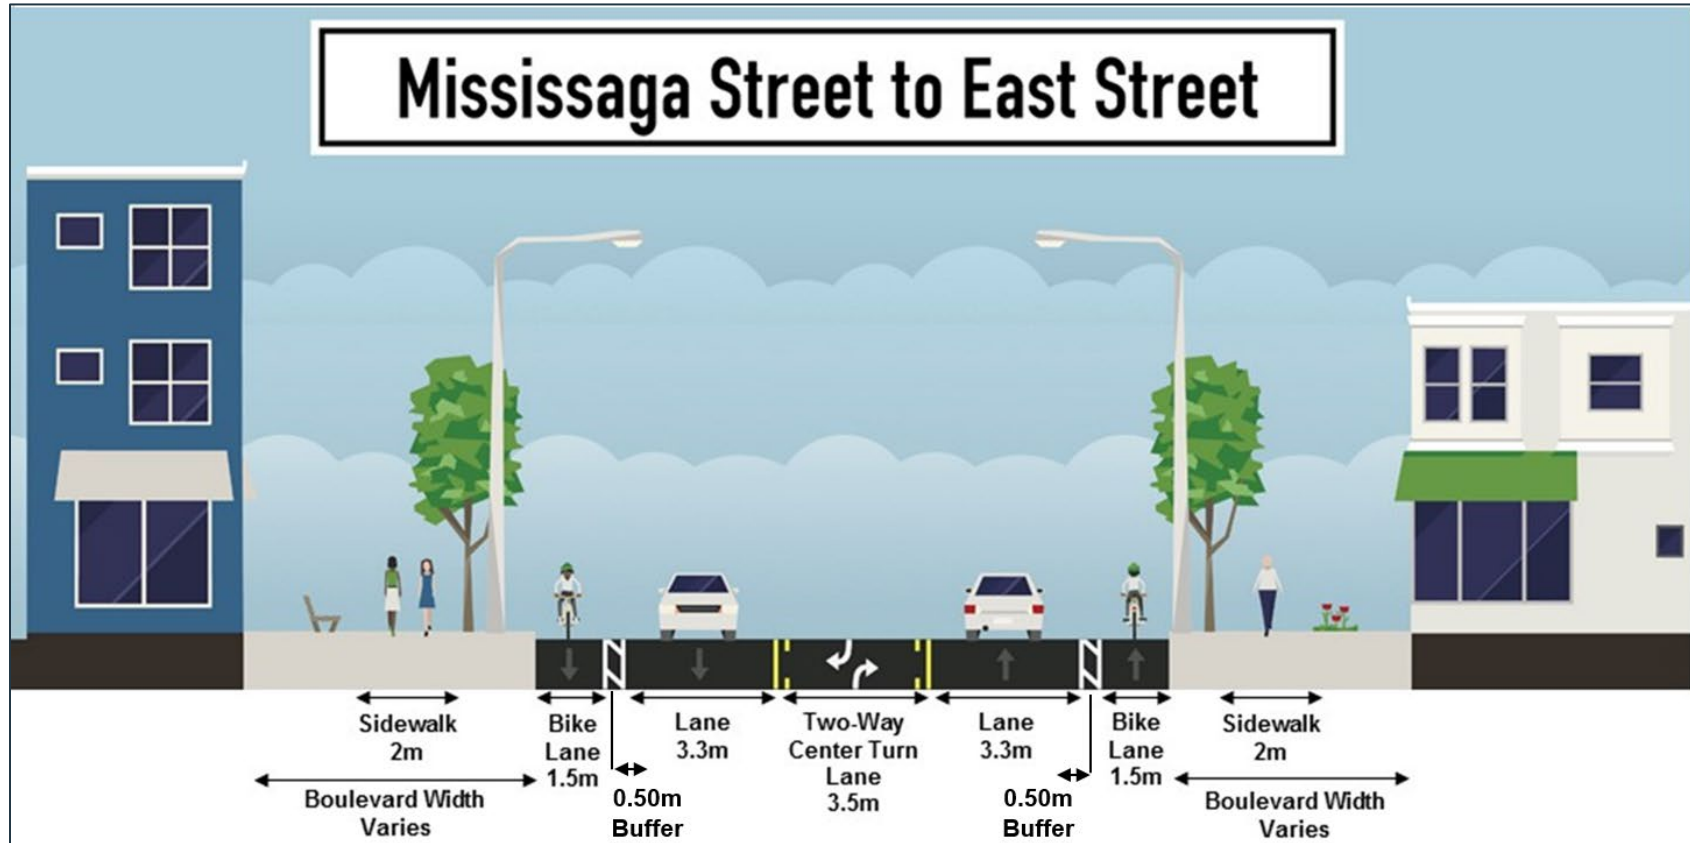 Mississaga Street to East Street
Sidewalk
2m
Boulevard Width
Varies
Bike
Lane
1.5m
0.50m
Buffer
Lane
3.3m
Two-Way
Center Turn
Lane
3.5m
Lane
3.3m
0.50m
Buffer
Bike
Lane
1.5m
Sidewalk
2m
Boulevard Width
Varies